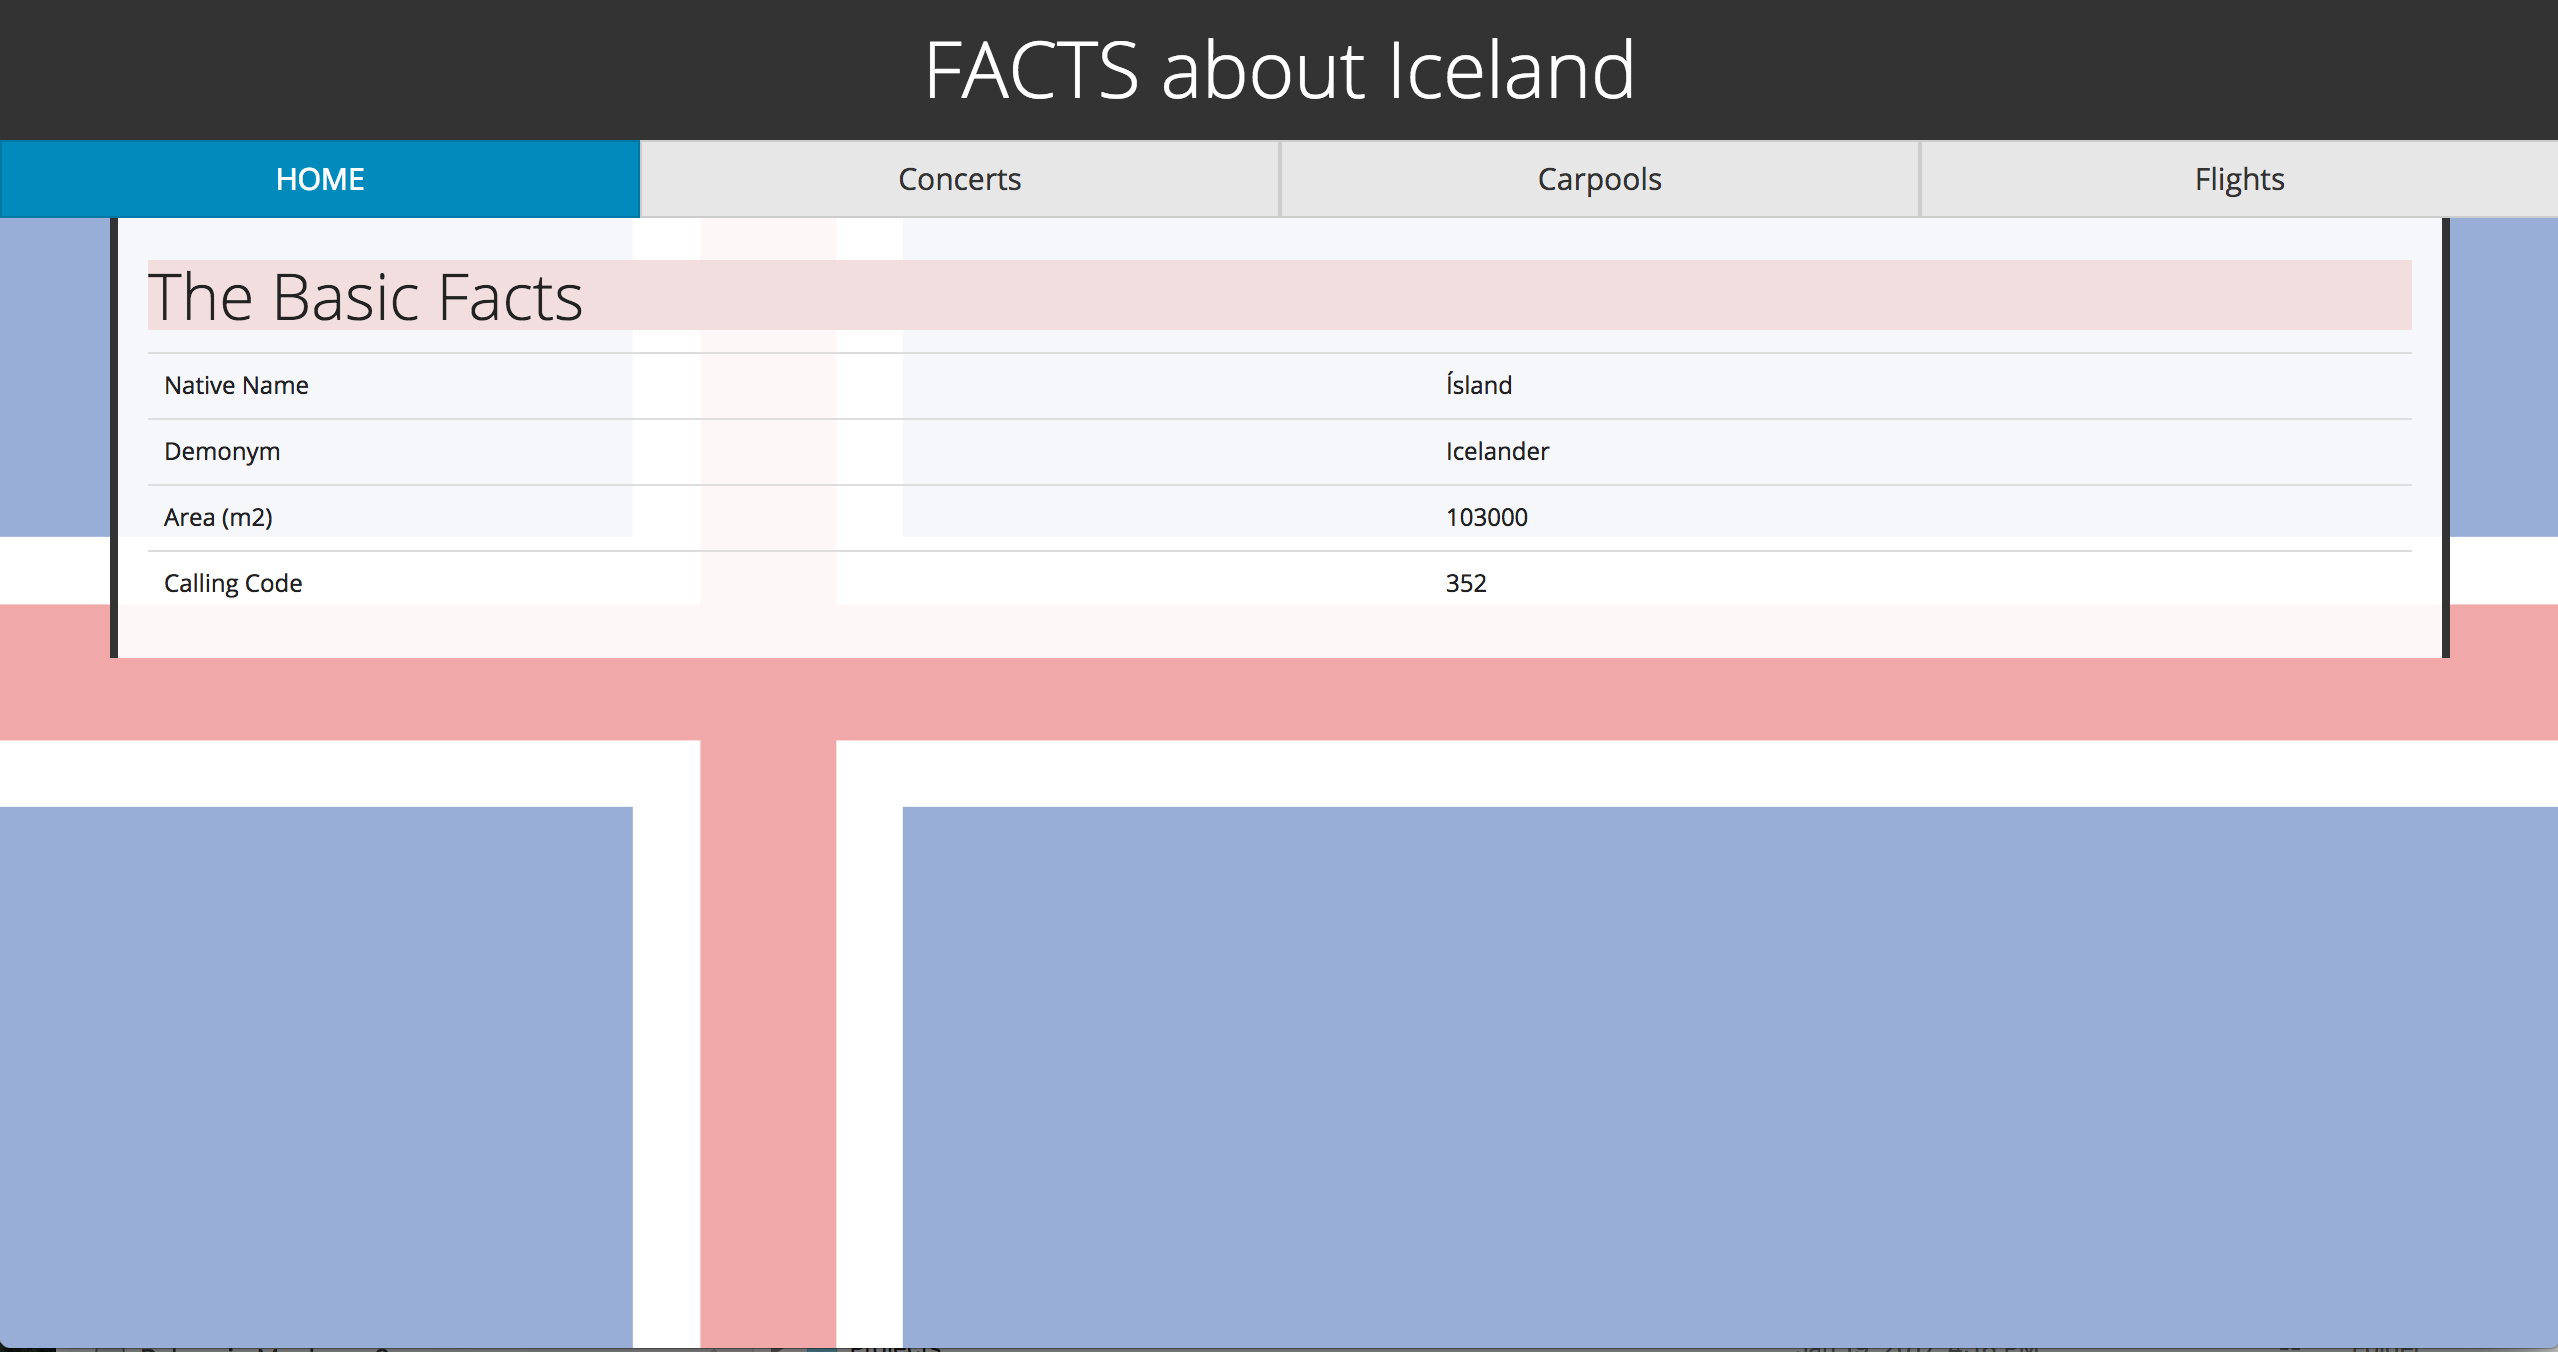 FACTS about Iceland
HOME Concerts Carpools Flights
The Basic Facts
Native Name Ísland
Demonym Icelander
Area (m2) 103000
Calling Code 352